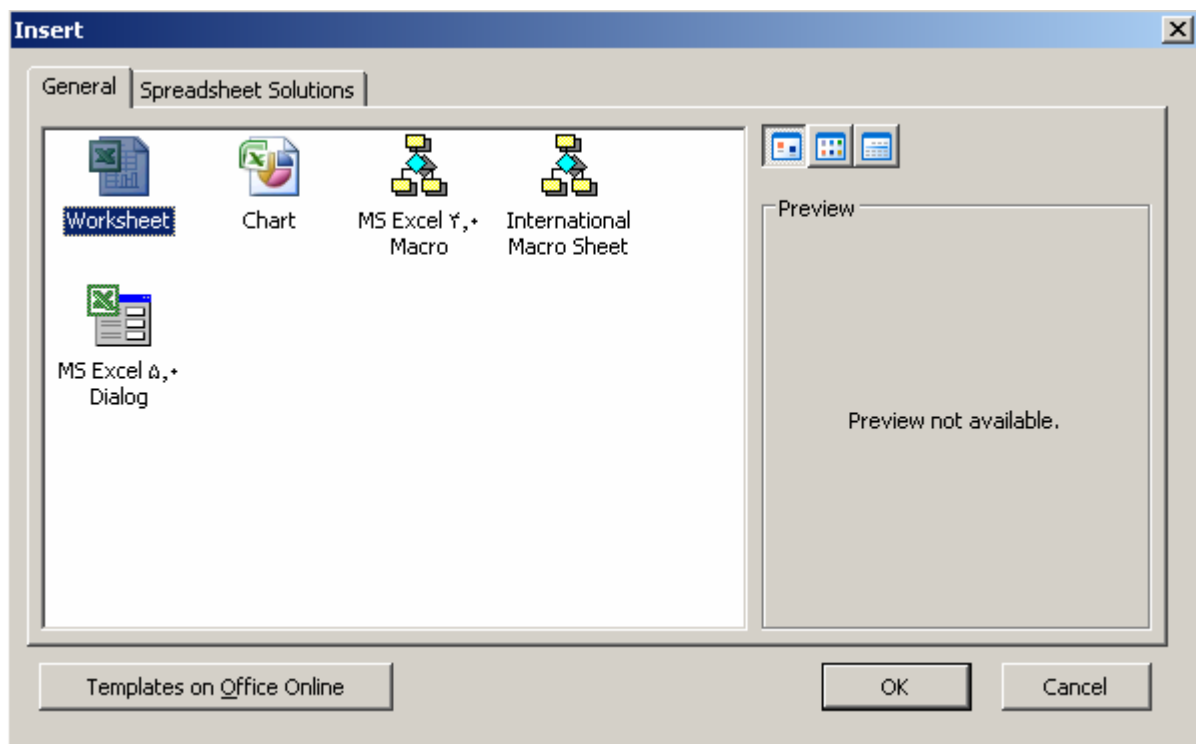 Insert
General
Spreadsheet Solutions
Worksheet
Chart
MS Excel ۴,۰
Macro
International
Macro Sheet
MS Excel ۵,۰
Dialog
Preview
Preview not available.
Templates on Office Online
OK
Cancel